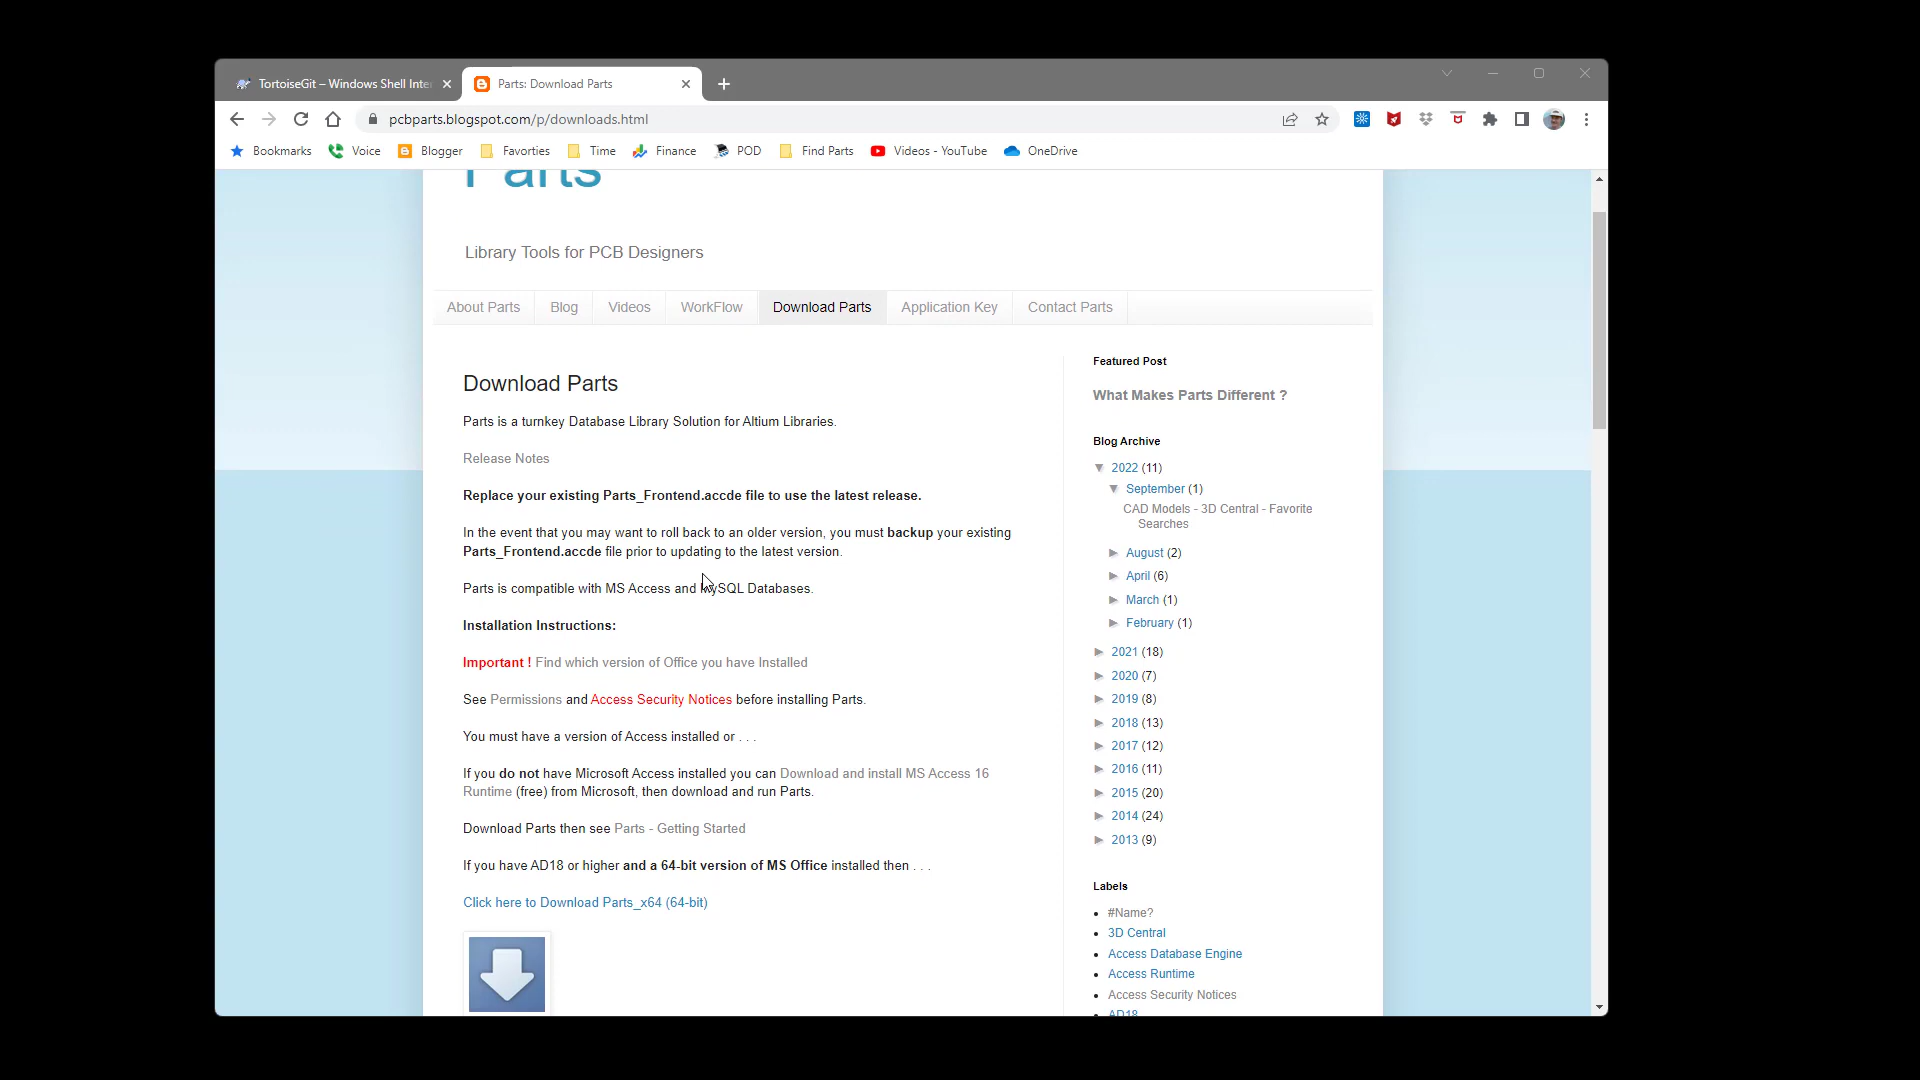 TortoiseGit – Windows Shell Inter
Parts: Download Parts
pcbparts.blogspot.com/p/downloads.html
Bookmarks
Voice
Blogger
Favorties
Time
Finance
POD
Find Parts
Videos - YouTube
OneDrive
Parts
Library Tools for PCB Designers
About Parts
Blog
Videos
WorkFlow
Download Parts
Application Key
Contact Parts
Download Parts
Parts is a turnkey Database Library Solution for Altium Libraries.
Release Notes
Replace your existing Parts_Frontend.accde file to use the latest release.
In the event that you may want to roll back to an older version, you must backup your existing
Parts_Frontend.accde file prior to updating to the latest version.
Parts is compatible with MS Access and MySQL Databases.
Installation Instructions:
Important ! Find which version of Office you have Installed
See Permissions and Access Security Notices before installing Parts.
You must have a version of Access installed or . . .
If you do not have Microsoft Access installed you can Download and install MS Access 16
Runtime (free) from Microsoft, then download and run Parts.
Download Parts then see Parts - Getting Started
If you have AD18 or higher and a 64-bit version of MS Office installed then . . .
Click here to Download Parts_x64 (64-bit)
Featured Post
What Makes Parts Different ?
Blog Archive
▼ 2022 (11)
▼ September (1)
CAD Models - 3D Central - Favorite
Searches
► August (2)
► April (6)
► March (1)
► February (1)
► 2021 (18)
► 2020 (7)
► 2019 (8)
► 2018 (13)
► 2017 (12)
► 2016 (11)
► 2015 (20)
► 2014 (24)
► 2013 (9)
Labels
• #Name?
• 3D Central
• Access Database Engine
• Access Runtime
• Access Security Notices
• AD18